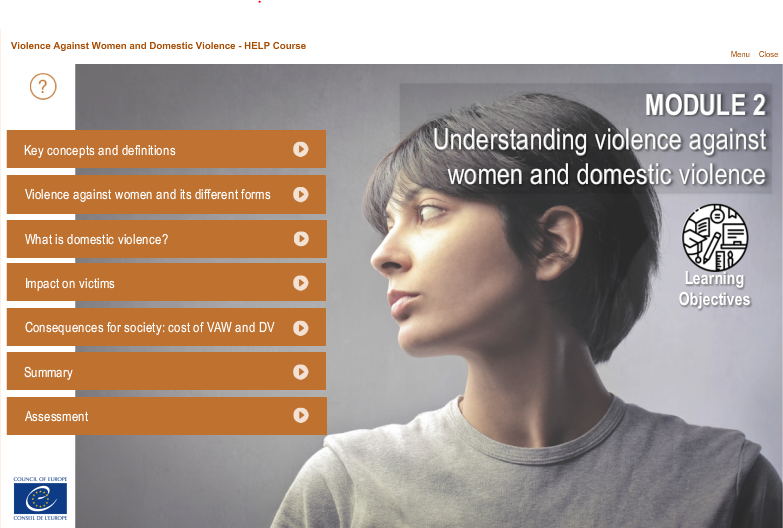 Violence Against Women and Domestic Violence - HELP Course
Menu Close
?
MODULE 2
Understanding violence against
women and domestic violence
Learning
Objectives
Key concepts and definitions
Violence against women and its different forms
What is domestic violence?
Impact on victims
Consequences for society: cost of VAW and DV
Summary
Assessment
COUNCIL OF EUROPE
CONSEIL DE L'EUROPE